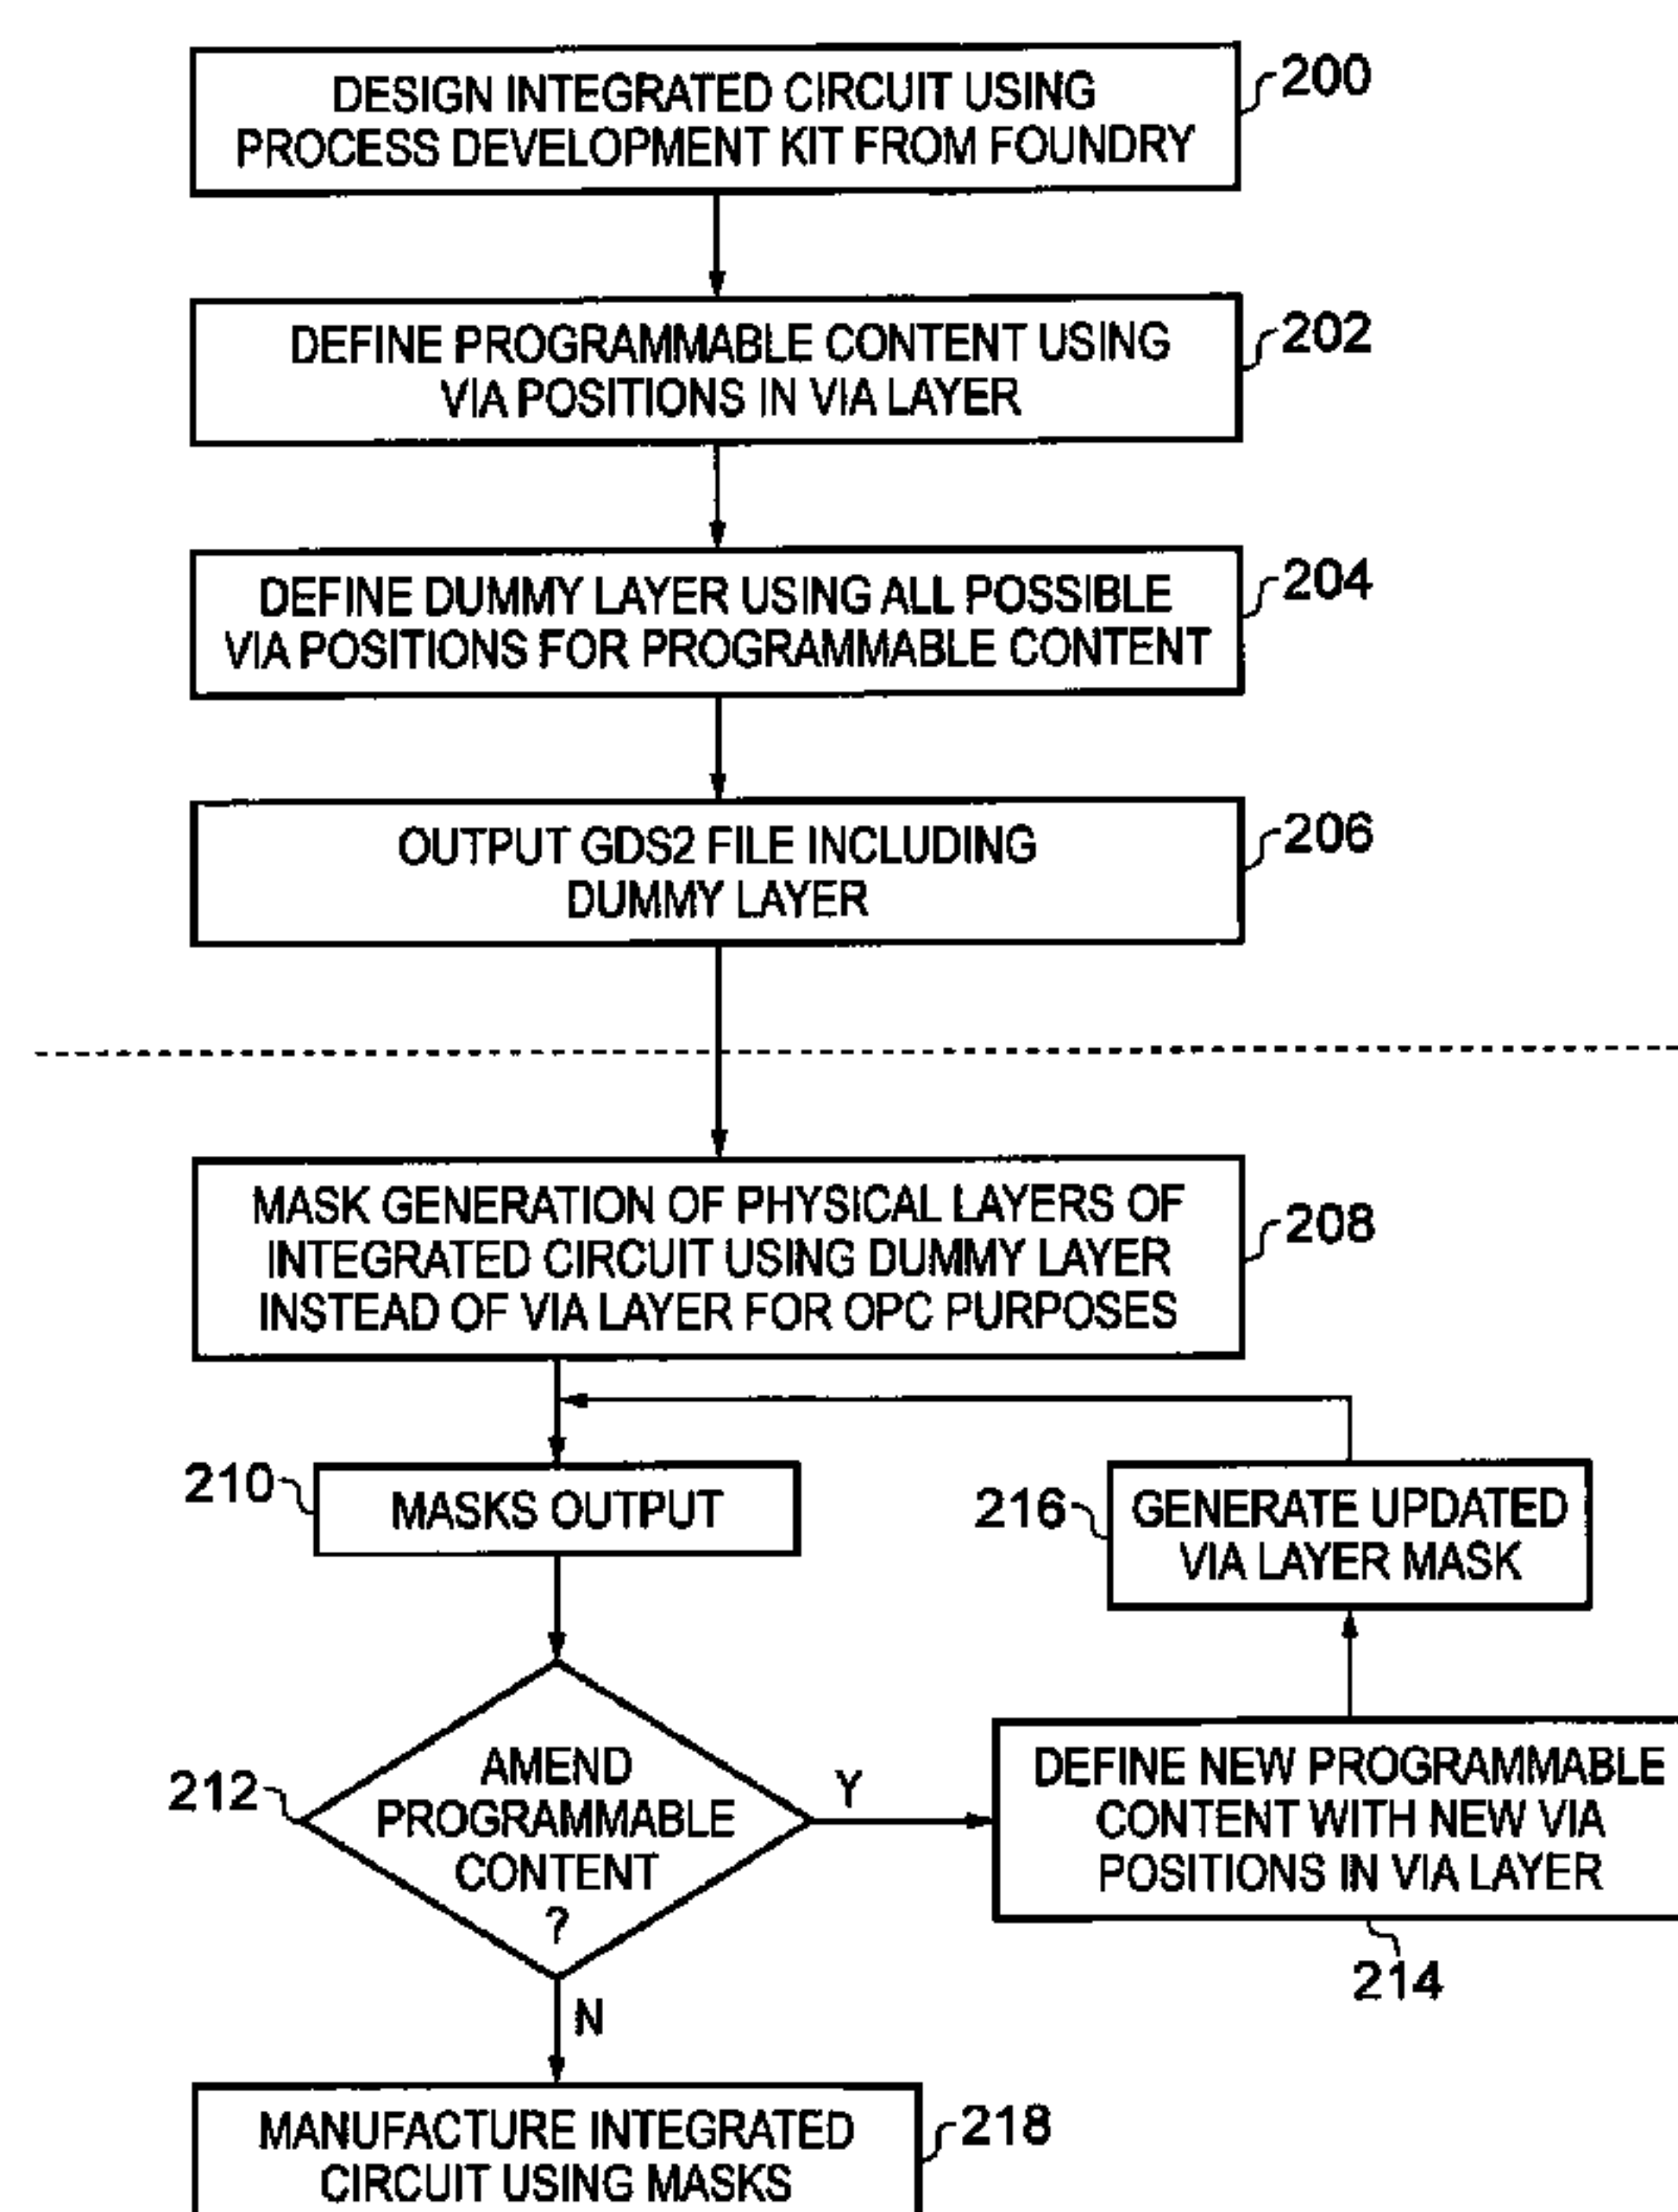 DESIGN INTEGRATED CIRCUIT USING
PROCESS DEVELOPMENT KIT FROM FOUNDRY
200
DEFINE PROGRAMMABLE CONTENT USING
VIA POSITIONS IN VIA LAYER
202
DEFINE DUMMY LAYER USING ALL POSSIBLE
VIA POSITIONS FOR PROGRAMMABLE CONTENT
204
OUTPUT GDS2 FILE INCLUDING
DUMMY LAYER
206
MASK GENERATION OF PHYSICAL LAYERS OF
INTEGRATED CIRCUIT USING DUMMY LAYER
INSTEAD OF VIA LAYER FOR OPC PURPOSES
208
210
MASKS OUTPUT
216
GENERATE UPDATED
VIA LAYER MASK
212
AMEND
PROGRAMMABLE
CONTENT
?
Y
DEFINE NEW PROGRAMMABLE
CONTENT WITH NEW VIA
POSITIONS IN VIA LAYER
214
N
MANUFACTURE INTEGRATED
CIRCUIT USING MASKS
218